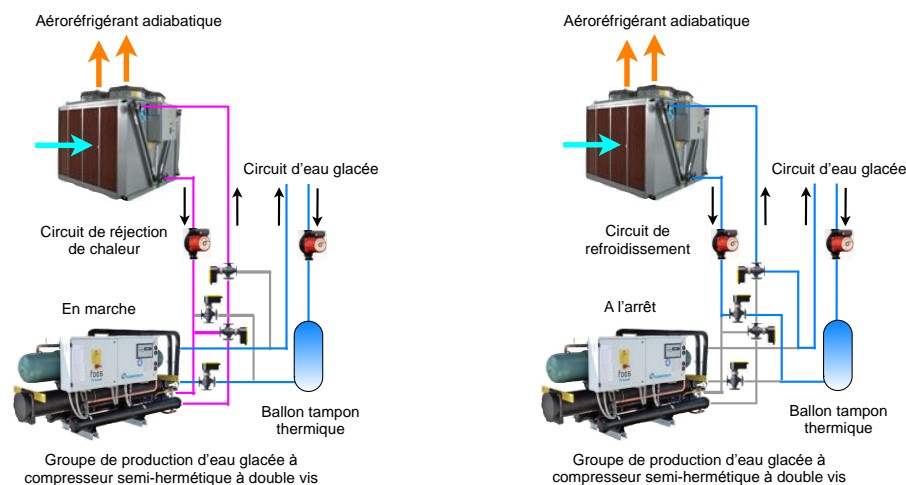 Aéroréfrigérant adiabatique
Circuit d'eau glacée
Circuit de réjection
de chaleur
En marche
focs
Ballon tampon
thermique
Groupe de production d'eau glacée à
compresseur semi-hermétique à double vis
Aéroréfrigérant adiabatique
Circuit d'eau glacée
Circuit de
refroidissement
A l'arrêt
focs
Ballon tampon
thermique
Groupe de production d'eau glacée à
compresseur semi-hermétique à double vis